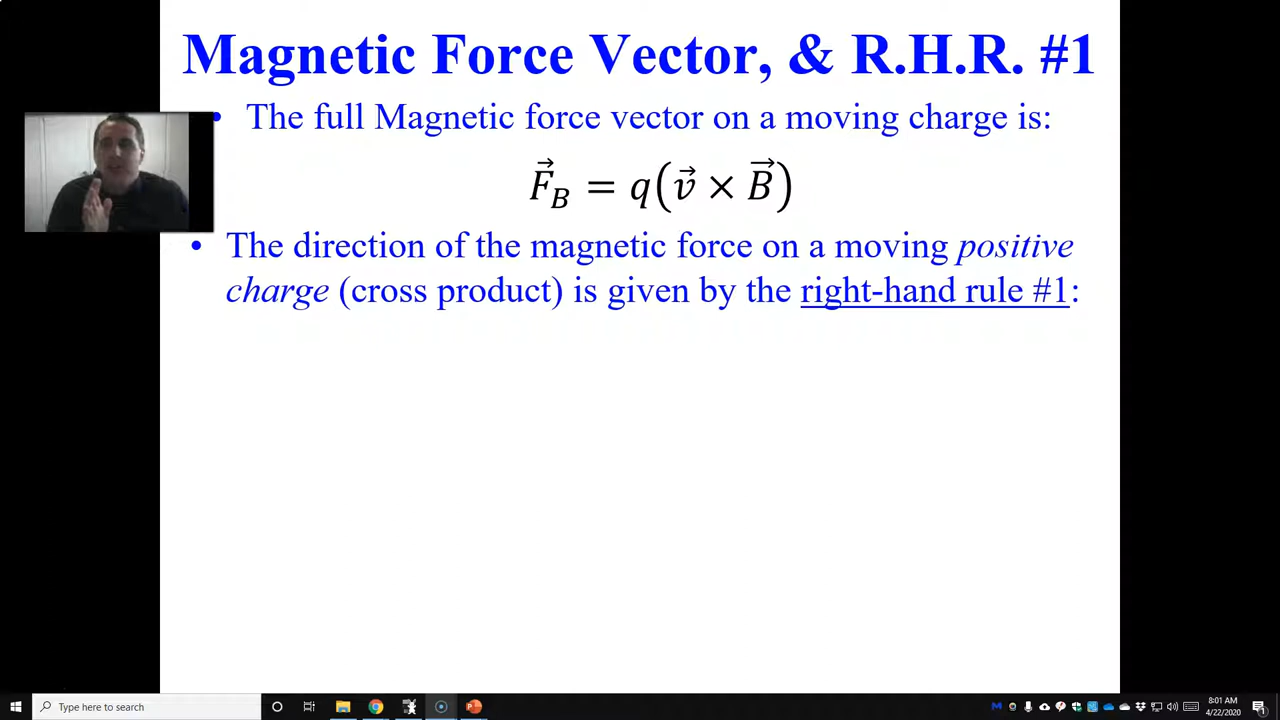 Magnetic Force Vector, & R.H.R. #1
• The full Magnetic force vector on a moving charge is:
F⃗_B = q(v⃗ × B⃗)
• The direction of the magnetic force on a moving positive
charge (cross product) is given by the right-hand rule #1:
Type here to search
8:01 AM
4/22/2020